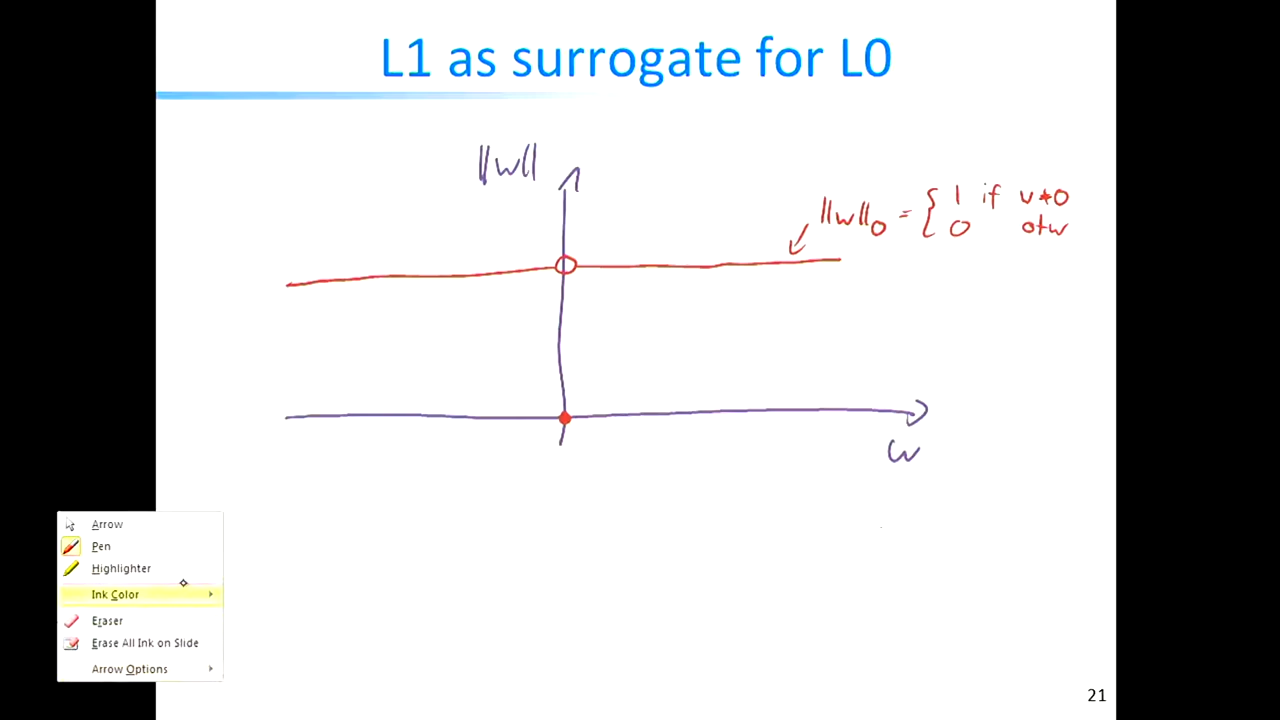 L1 as surrogate for L0
||w||
||w||₀ = { 1 if w≠0
0 otw
w
Arrow
Pen
Highlighter
Ink Color
Eraser
Erase All Ink on Slide
Arrow Options
21